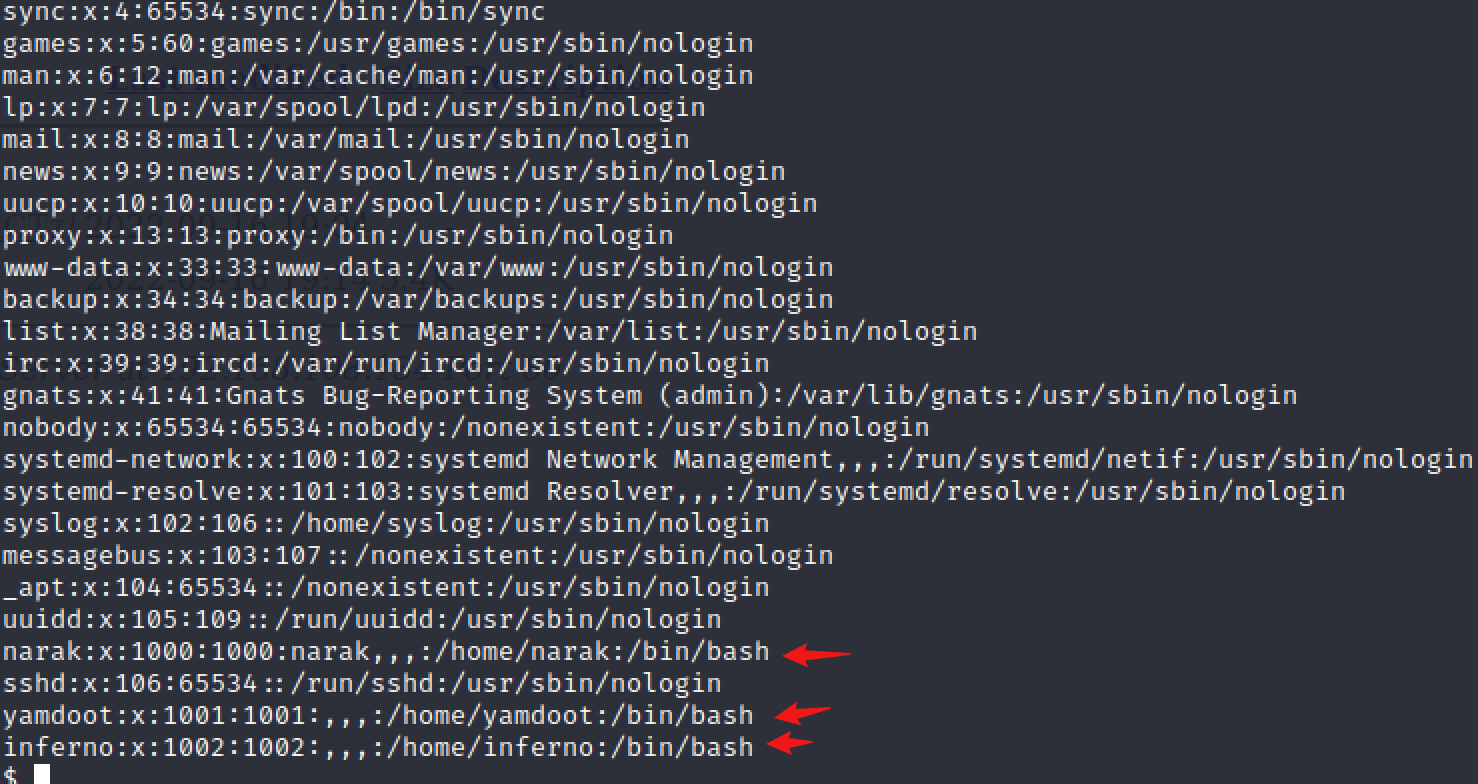 sync:x:4:65534:sync:/bin:/bin/sync
games:x:5:60:games:/usr/games:/usr/sbin/nologin
man:x:6:12:man:/var/cache/man:/usr/sbin/nologin
lp:x:7:7:lp:/var/spool/lpd:/usr/sbin/nologin
mail:x:8:8:mail:/var/mail:/usr/sbin/nologin
news:x:9:9:news:/var/spool/news:/usr/sbin/nologin
uucp:x:10:10:uucp:/var/spool/uucp:/usr/sbin/nologin
proxy:x:13:13:proxy:/bin:/usr/sbin/nologin
www-data:x:33:33:www-data:/var/www:/usr/sbin/nologin
backup:x:34:34:backup:/var/backups:/usr/sbin/nologin
list:x:38:38:Mailing List Manager:/var/list:/usr/sbin/nologin
irc:x:39:39:ircd:/var/run/ircd:/usr/sbin/nologin
gnats:x:41:41:Gnats Bug-Reporting System (admin):/var/lib/gnats:/usr/sbin/nologin
nobody:x:65534:65534:nobody:/nonexistent:/usr/sbin/nologin
systemd-network:x:100:102:systemd Network Management,,,:/run/systemd/netif:/usr/sbin/nologin
systemd-resolve:x:101:103:systemd Resolver,,,:/run/systemd/resolve:/usr/sbin/nologin
syslog:x:102:106::/home/syslog:/usr/sbin/nologin
messagebus:x:103:107::/nonexistent:/usr/sbin/nologin
_apt:x:104:65534::/nonexistent:/usr/sbin/nologin
uuidd:x:105:109::/run/uuidd:/usr/sbin/nologin
narak:x:1000:1000:narak,,,:/home/narak:/bin/bash
sshd:x:106:65534::/run/sshd:/usr/sbin/nologin
yamdoot:x:1001:1001:,,,:/home/yamdoot:/bin/bash
inferno:x:1002:1002:,,,:/home/inferno:/bin/bash
$